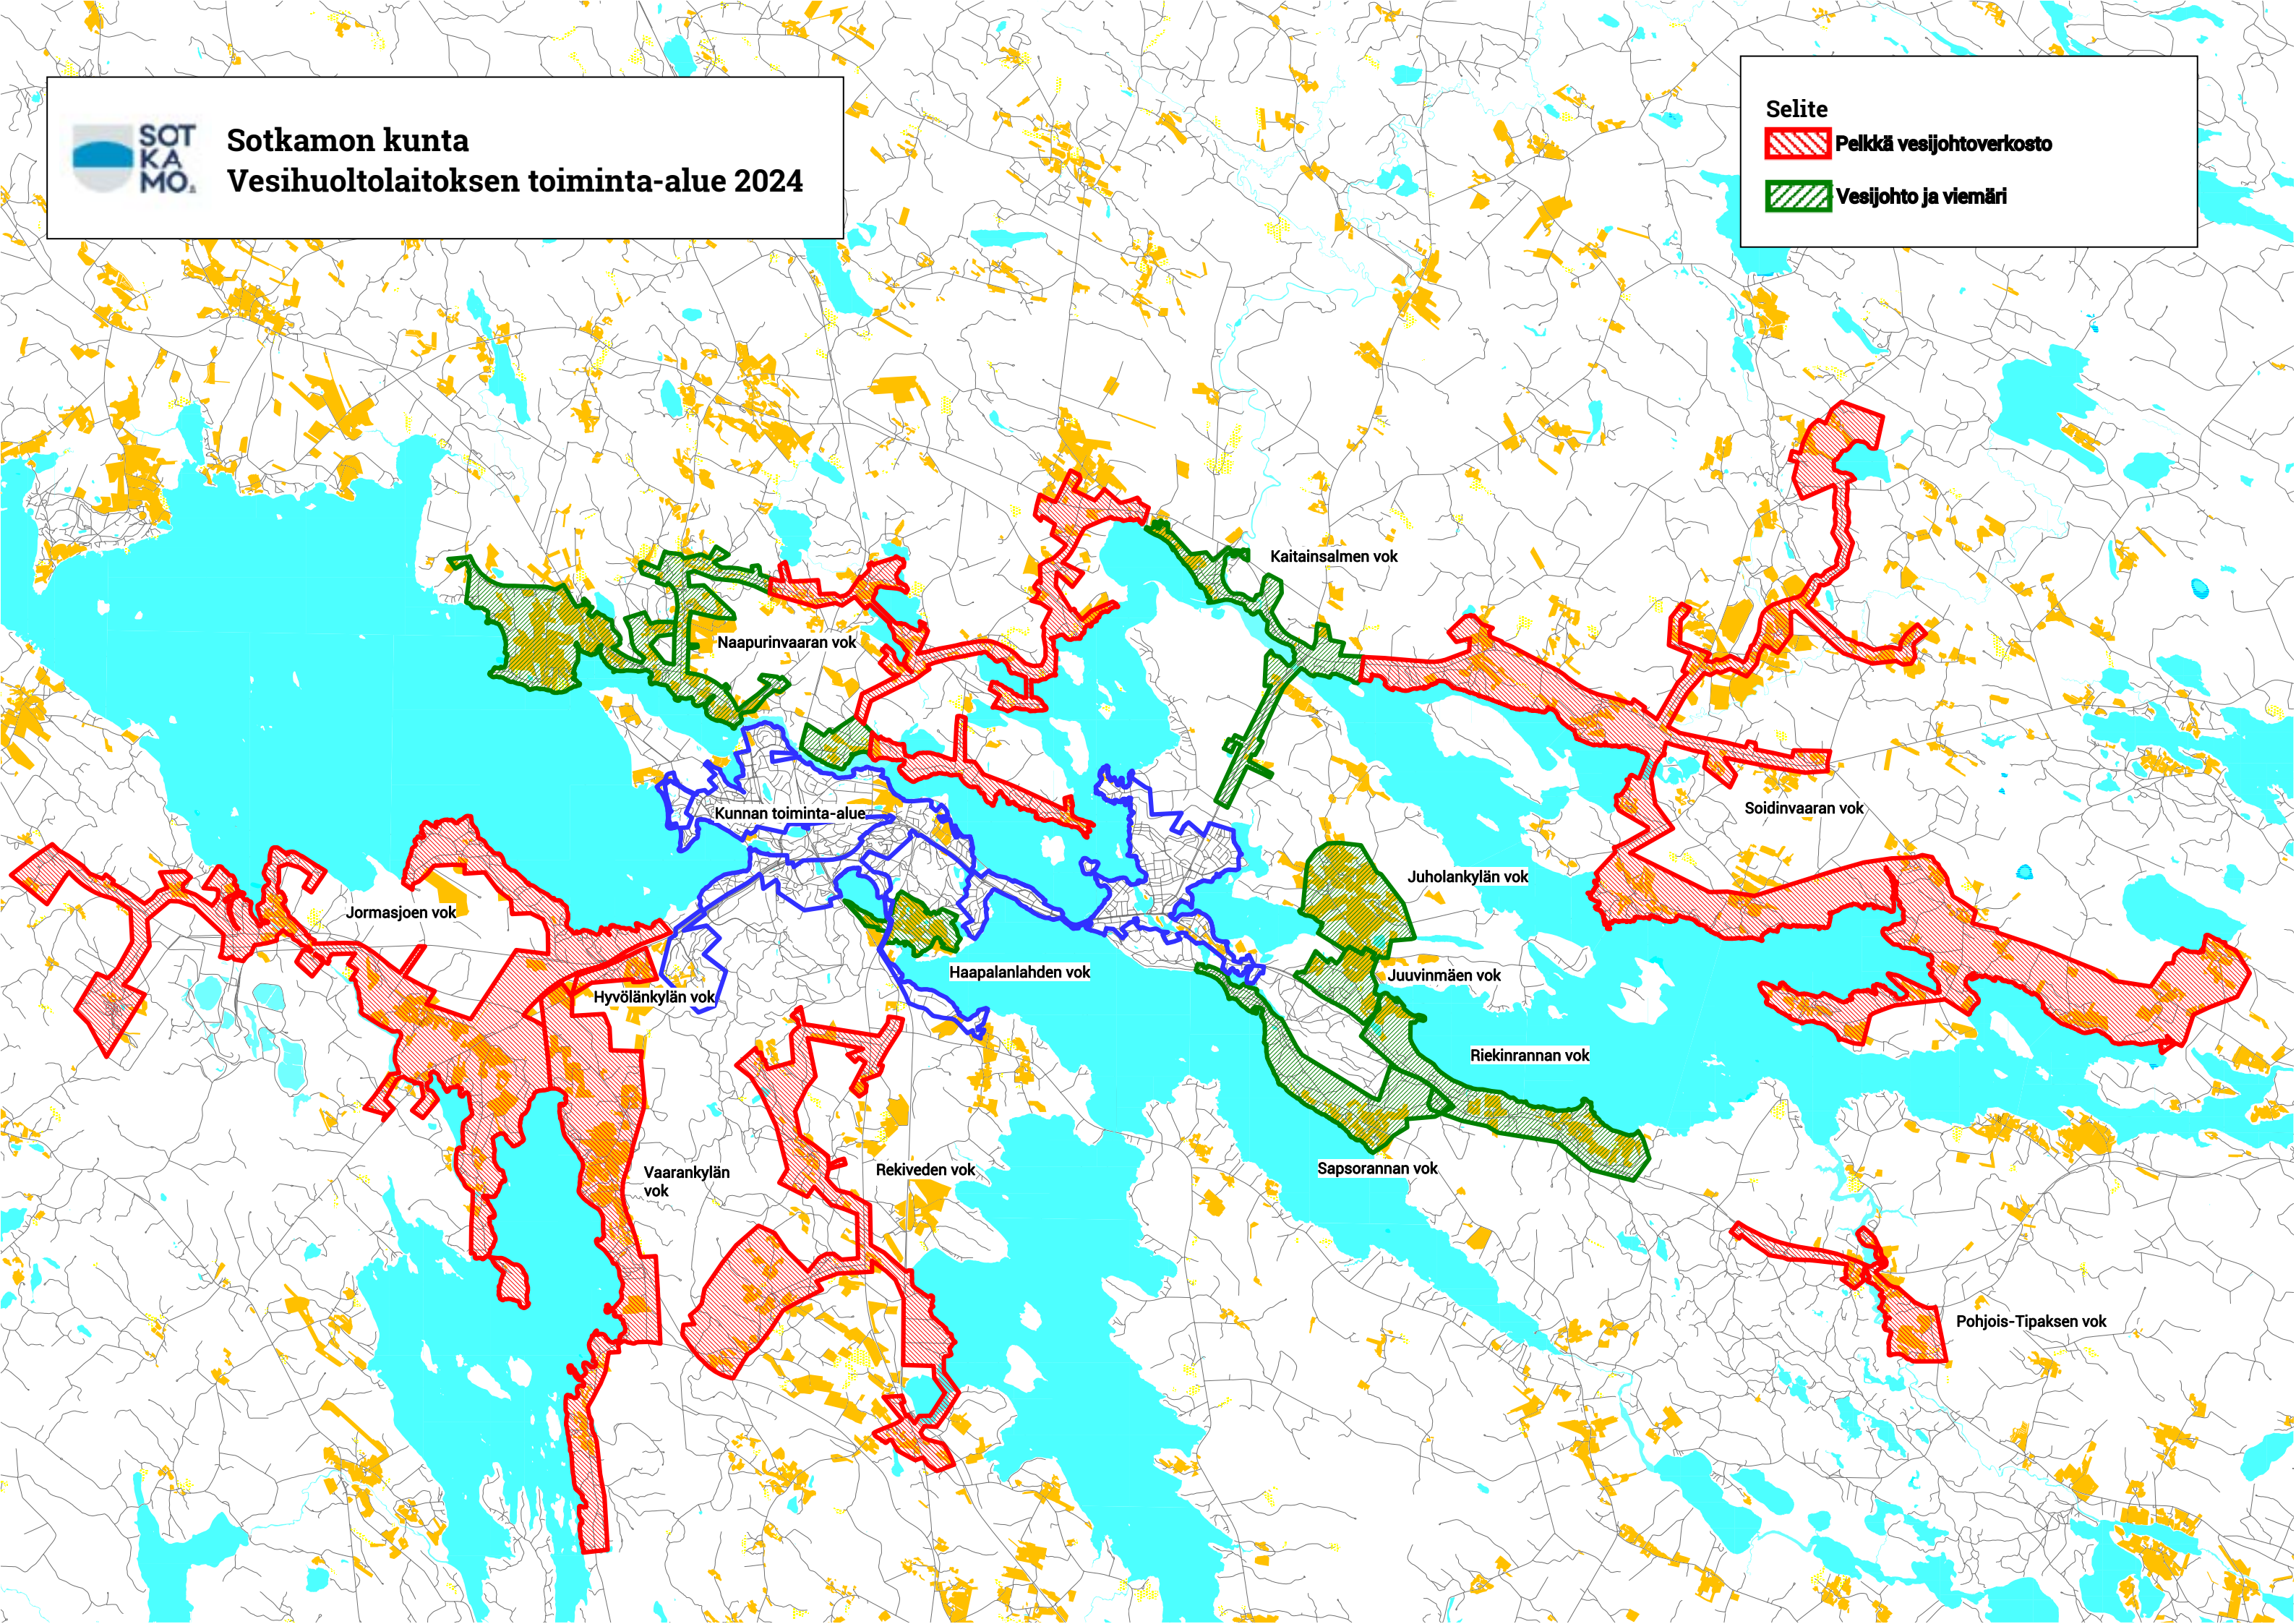 SOT
KA
MO
Sotkamon kunta
Vesihuoltolaitoksen toiminta-alue 2024
Selite
Pelkkä vesijohtoverkosto
Vesijohto ja viemäri
Kaitainsalmen vok
Naapurinvaaran vok
Kunnan toiminta-alue
Soidinvaaran vok
Juholankylän vok
Jormasjoen vok
Haapalanlahden vok
Juuvinmäen vok
Hyvölänkylän vok
Riekinrannan vok
Vaarankylän
vok
Rekiveden vok
Sapsorannan vok
Pohjois-Tipaksen vok